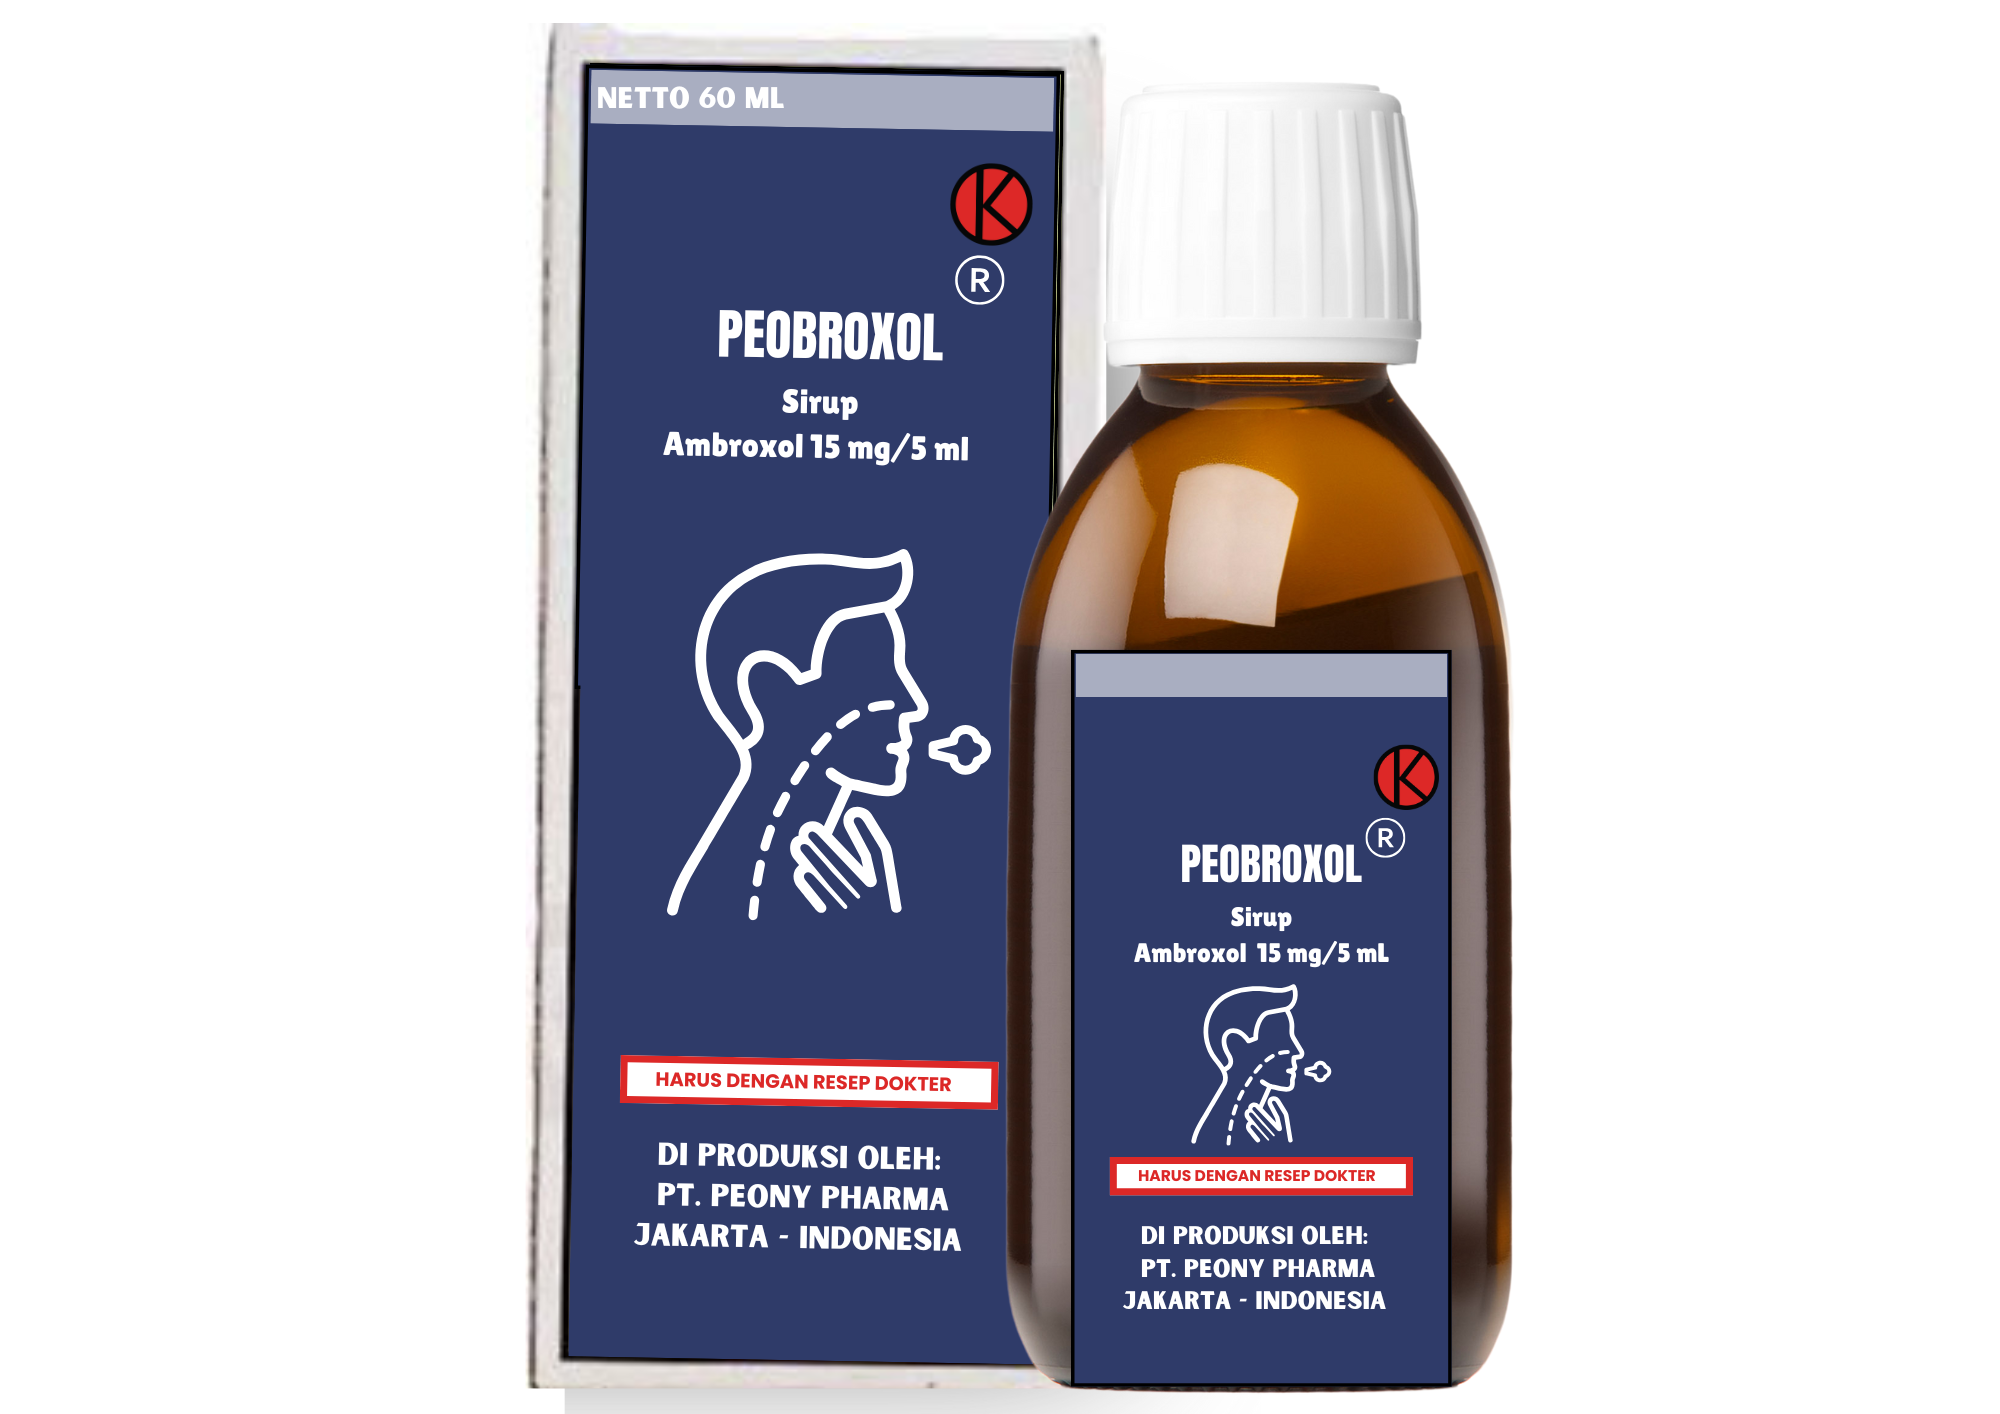 NETTO 60 ML
K
R
PEOBROXOL
Sirup
Ambroxol 15 mg/5 ml
HARUS DENGAN RESEP DOKTER
DI PRODUKSI OLEH:
PT. PEONY PHARMA
JAKARTA - INDONESIA
K
R
PEOBROXOL
Sirup
Ambroxol 15 mg/5 mL
HARUS DENGAN RESEP DOKTER
DI PRODUKSI OLEH:
PT. PEONY PHARMA
JAKARTA - INDONESIA